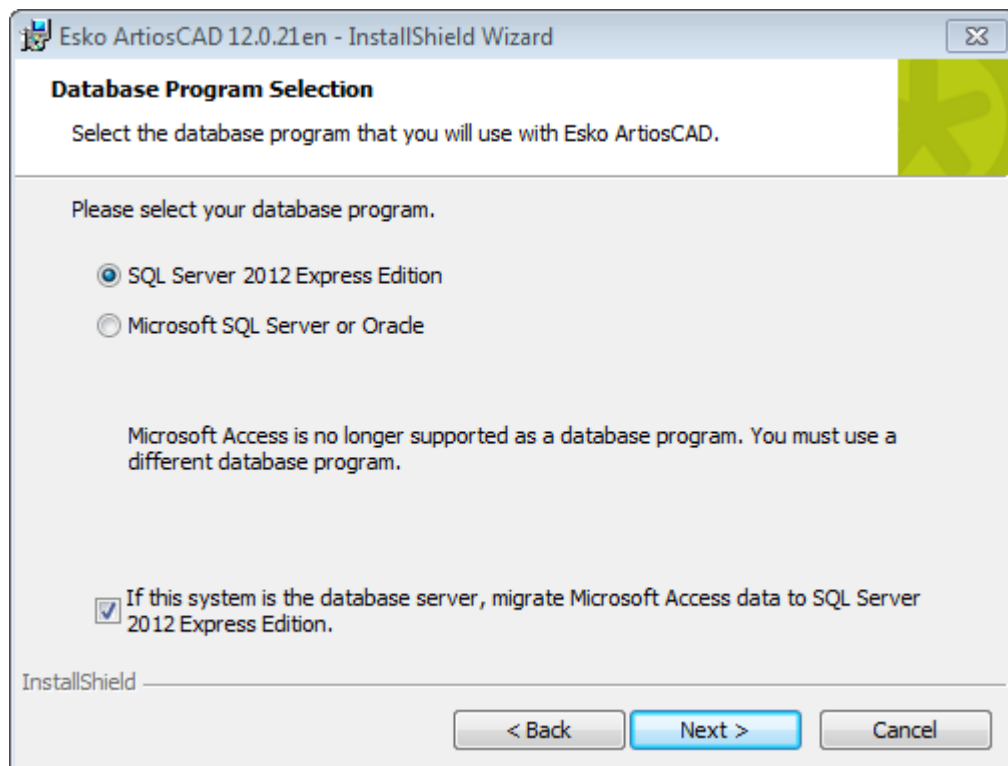 Esko ArtiosCAD 12.0.21en - InstallShield Wizard
Database Program Selection
Select the database program that you will use with Esko ArtiosCAD.
Please select your database program.
SQL Server 2012 Express Edition
Microsoft SQL Server or Oracle
Microsoft Access is no longer supported as a database program. You must use a
different database program.
If this system is the database server, migrate Microsoft Access data to SQL Server
2012 Express Edition.
InstallShield
< Back
Next >
Cancel